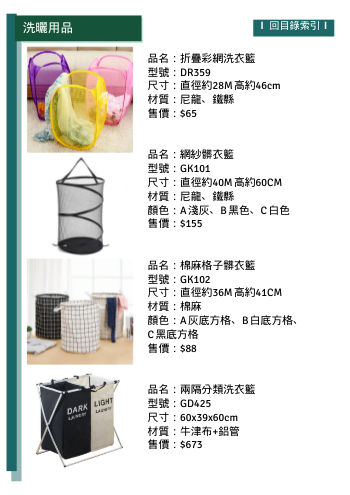 洗曬用品
I 回目錄索引 I
品名：折疊彩網洗衣籃
型號：DR359
尺寸：直徑約28M 高約46cm
材質：尼龍、鐵縣
售價：$65
品名：網紗髒衣籃
型號：GK101
尺寸：直徑約40M 高約60CM
材質：尼龍、鐵縣
顏色：A 淺灰、B 黑色、C 白色
售價：$155
品名：棉麻格子髒衣籃
型號：GK102
尺寸：直徑約36M 高約41CM
材質：棉麻
顏色：A 灰底方格、B 白底方格、
C 黑底方格
售價：$88
品名：兩隔分類洗衣籃
型號：GD425
尺寸：60x39x60cm
材質：牛津布+鋁管
售價：$673
DARK LAUNDRY
LIGHT LAUNDRY